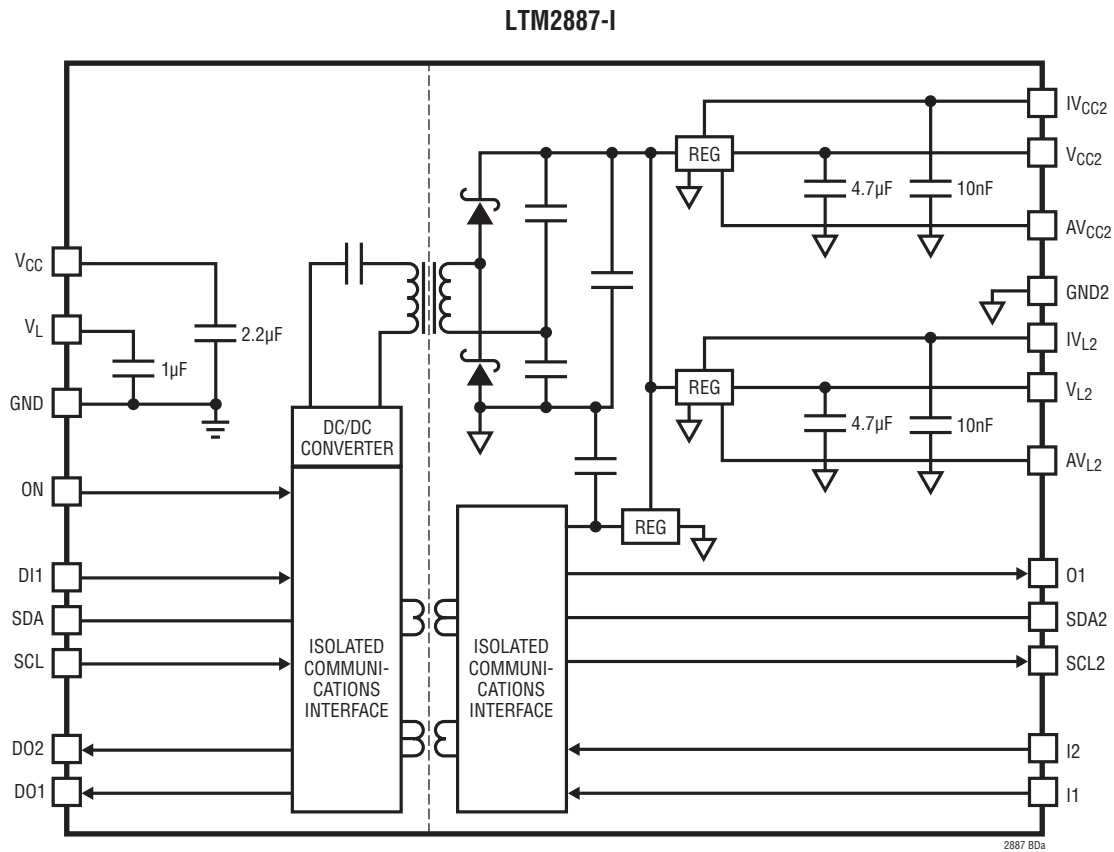 LTM2887-I
VCC
VL
GND
ON
DI1
SDA
SCL
DO2
DO1
2.2µF
1µF
DC/DC
CONVERTER
ISOLATED
COMMUNI-
CATIONS
INTERFACE
ISOLATED
COMMUNI-
CATIONS
INTERFACE
REG
4.7µF
10nF
REG
4.7µF
10nF
REG
IVCC2
VCC2
AVCC2
GND2
IVL2
VL2
AVL2
O1
SDA2
SCL2
I2
I1
2887 BDa